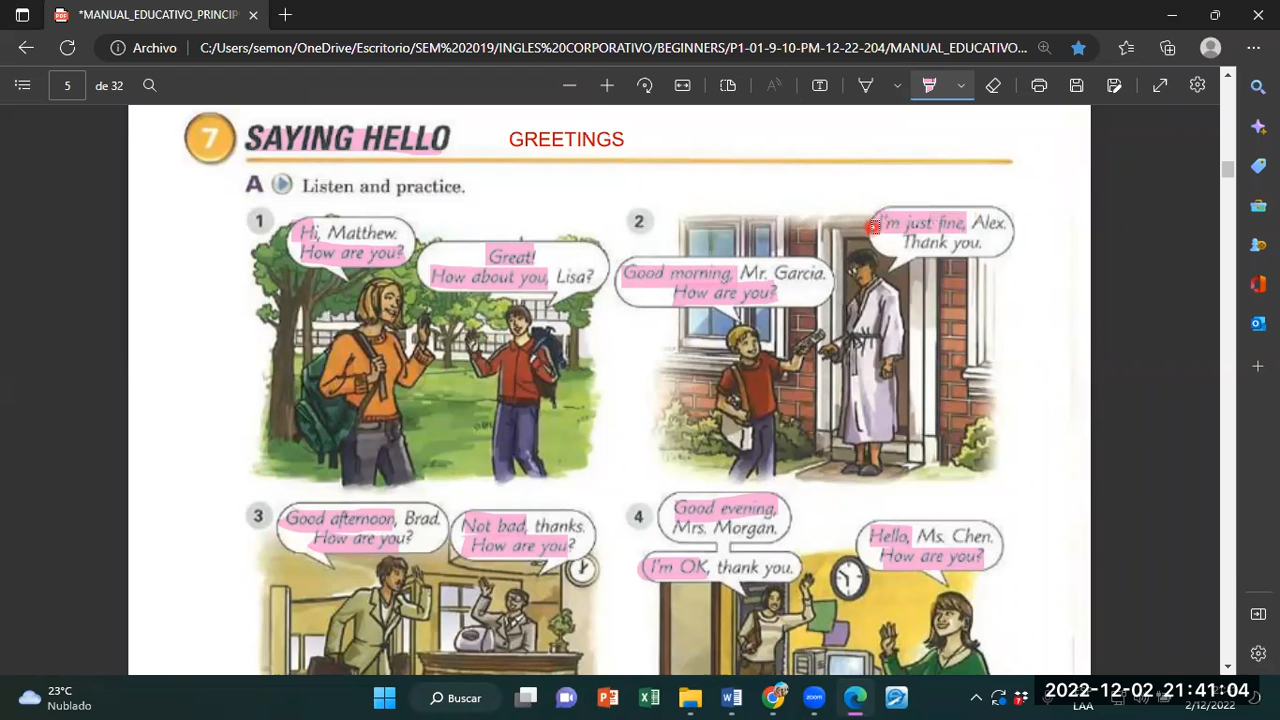 *MANUAL_EDUCATIVO_PRINCIP
Archivo
C:/Users/semon/OneDrive/Escritorio/SEM%202019/INGLES%20CORPORATIVO/BEGINNERS/P1-01-9-10-PM-12-22-204/MANUAL_EDUCATIVO...
5 de 32
7 SAYING HELLO
GREETINGS
A Listen and practice.
1
Hi, Matthew.
How are you?
Great!
How about you, Lisa?
2
Good morning, Mr. Garcia.
How are you?
I'm just fine, Alex.
Thank you.
3
Good afternoon, Brad.
How are you?
Not bad, thanks.
How are you?
4
Good evening,
Mrs. Morgan.
I'm OK, thank you.
Hello, Ms. Chen.
How are you?
23°C
Nublado
Buscar
LAA
2022-12-02 21:41:04
2/12/2022